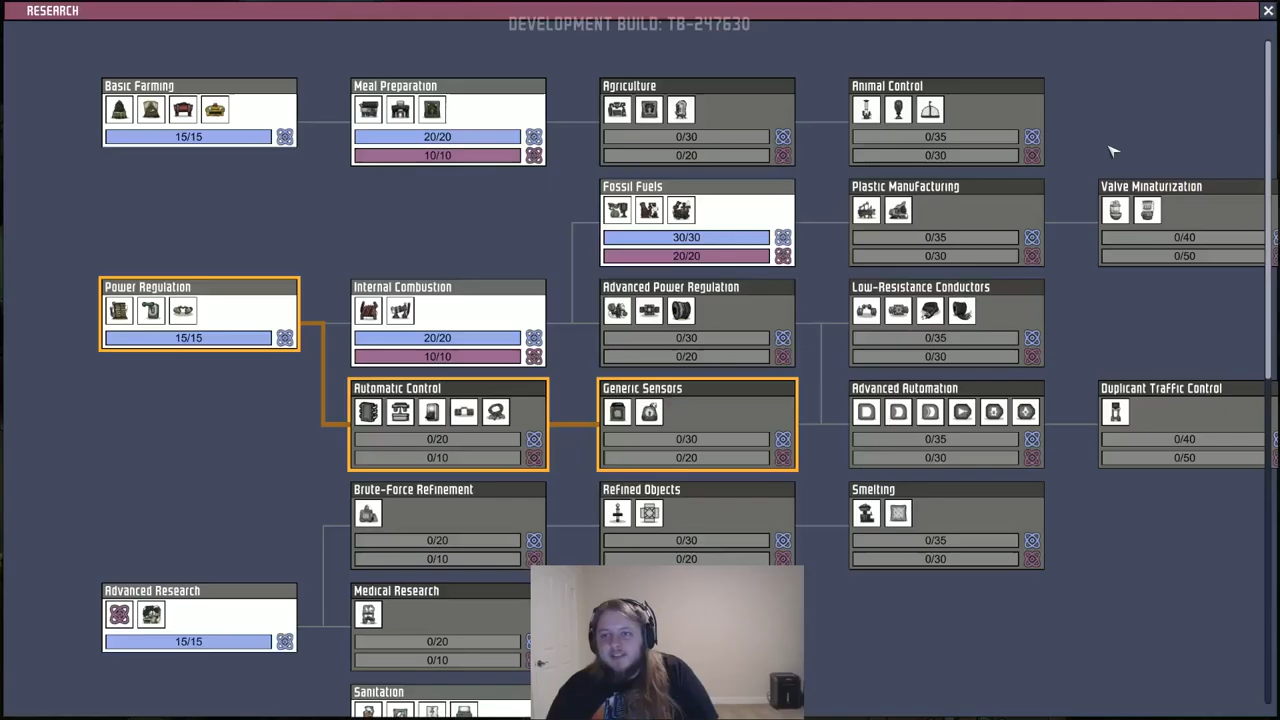 RESEARCH
DEVELOPMENT BUILD: TB-247630
Basic Farming
15/15
Meal Preparation
20/20
10/10
Agriculture
0/30
0/20
Animal Control
0/35
0/30
Fossil Fuels
30/30
20/20
Plastic Manufacturing
0/35
0/30
Valve Minaturization
0/40
0/50
Power Regulation
15/15
Internal Combustion
20/20
10/10
Advanced Power Regulation
0/30
0/20
Low-Resistance Conductors
0/35
0/30
Automatic Control
0/20
0/10
Generic Sensors
0/30
0/20
Advanced Automation
0/35
0/30
Duplicant Traffic Control
0/40
0/50
Brute-Force Refinement
0/20
0/10
Refined Objects
0/30
0/20
Smelting
0/35
0/30
Advanced Research
15/15
Medical Research
0/20
0/10
Sanitation